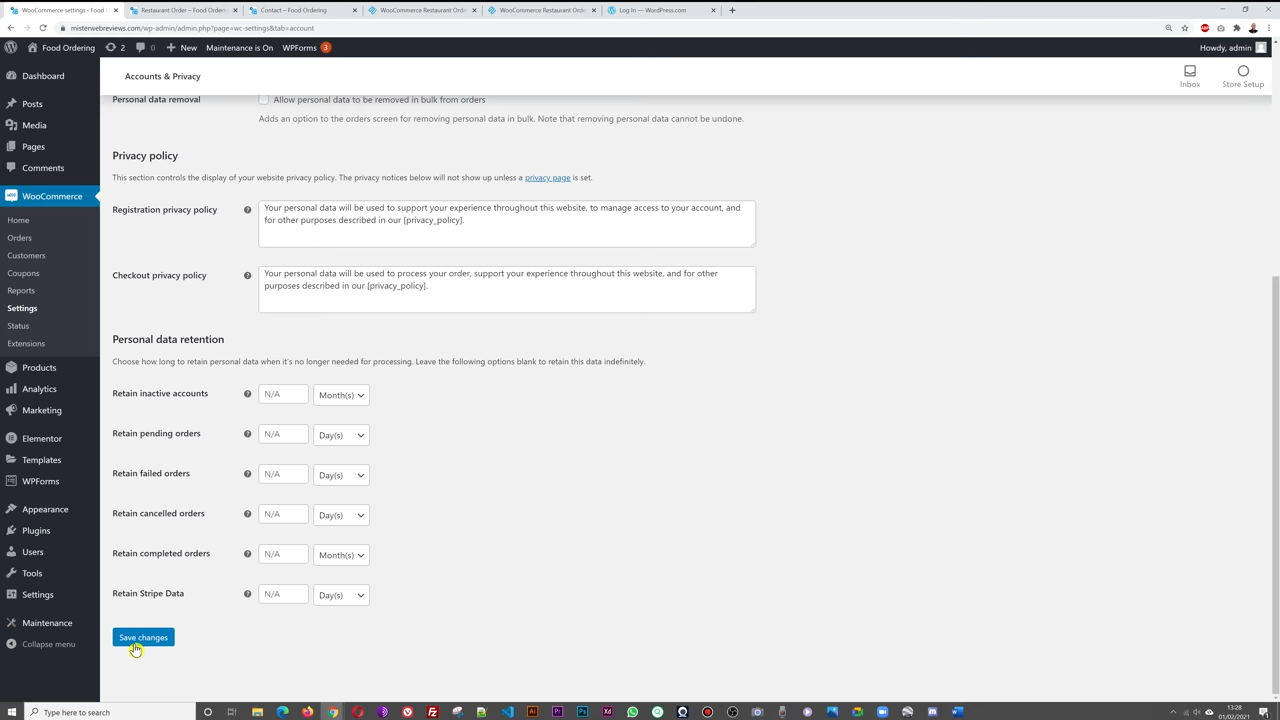 WooCommerce settings - Food
Restaurant Order – Food Orderin
Contact – Food Ordering
WooCommerce Restaurant Orde
WooCommerce Restaurant Orde
Log In — WordPress.com
misterwebreviews.com/wp-admin/admin.php?page=wc-settings&tab=account
Food Ordering
2
0
New
Maintenance is On
WPForms 3
Howdy, admin
Accounts & Privacy
Inbox
Store Setup
Dashboard
Posts
Media
Pages
Comments
WooCommerce
Home
Orders
Customers
Coupons
Reports
Settings
Status
Extensions
Products
Analytics
Marketing
Elementor
Templates
WPForms
Appearance
Plugins
Users
Tools
Settings
Maintenance
Collapse menu
Personal data removal
Allow personal data to be removed in bulk from orders
Adds an option to the orders screen for removing personal data in bulk. Note that removing personal data cannot be undone.
Privacy policy
This section controls the display of your website privacy policy. The privacy notices below will not show up unless a privacy page is set.
Registration privacy policy
Your personal data will be used to support your experience throughout this website, to manage access to your account, and
for other purposes described in our [privacy_policy].
Checkout privacy policy
Your personal data will be used to process your order, support your experience throughout this website, and for other
purposes described in our [privacy_policy].
Personal data retention
Choose how long to retain personal data when it's no longer needed for processing. Leave the following options blank to retain this data indefinitely.
Retain inactive accounts
N/A
Month(s)
Retain pending orders
N/A
Day(s)
Retain failed orders
N/A
Day(s)
Retain cancelled orders
N/A
Day(s)
Retain completed orders
N/A
Month(s)
Retain Stripe Data
N/A
Day(s)
Save changes
Type here to search
13:28
01/02/2021